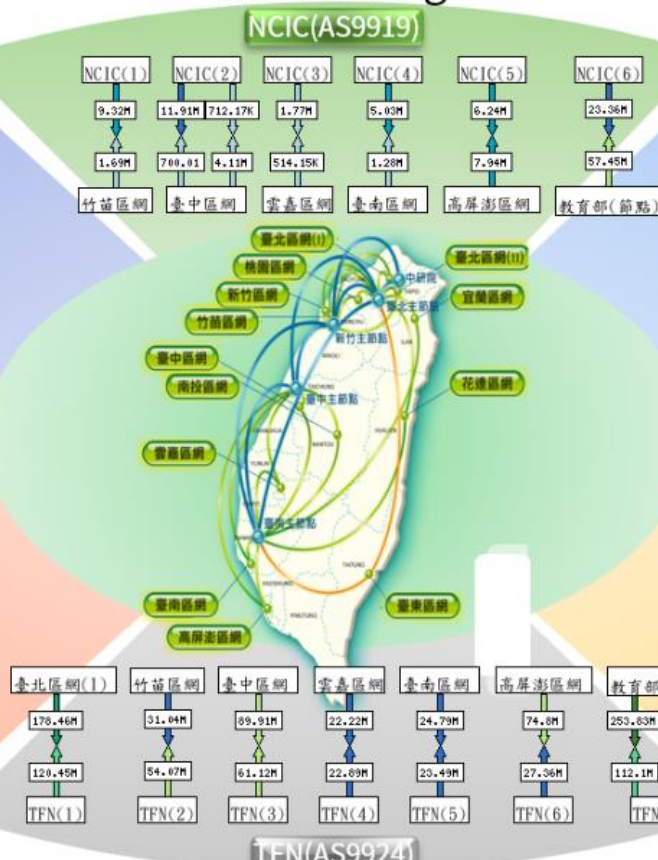 NCIC(AS9919)
NCIC(1) NCIC(2) NCIC(3) NCIC(4) NCIC(5) NCIC(6)
9.32M 11.91M 712.17K 1.77M 5.03M 6.24M 23.36M
1.69M 700.01 4.11M 514.15K 1.28M 7.94M 57.45M
竹苗區網 臺中區網 雲嘉區網 臺南區網 高屏澎區網 教育部(節點)
臺北區網(I)
臺北區網(II)
桃園區網
中研院
新竹區網
宜蘭區網
臺北主節點
竹苗區網
新竹主節點
臺中區網
南投區網
花蓮區網
臺中主節點
雲嘉區網
臺南主節點
臺南區網
臺東區網
高屏澎區網
臺北區網(1) 竹苗區網 臺中區網 雲嘉區網 臺南區網 高屏澎區網 教育部
178.46M 31.04M 89.91M 22.22M 24.79M 74.8M 253.83M
120.45M 54.07M 61.12M 22.89M 23.49M 27.36M 112.1M
TFN(1) TFN(2) TFN(3) TFN(4) TFN(5) TFN(6) TFN
TFN(AS9924)